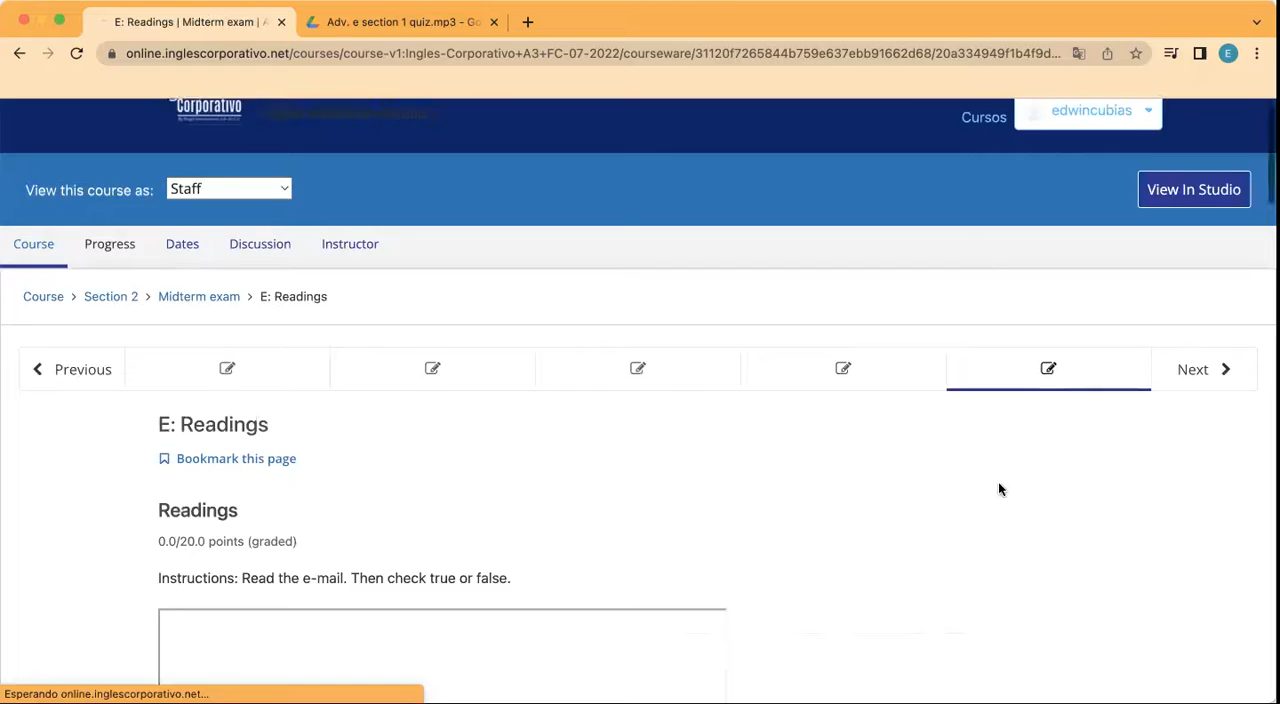 E: Readings | Midterm exam | A
Adv. e section 1 quiz.mp3 - Go
online.inglescorporativo.net/courses/course-v1:Ingles-Corporativo+A3+FC-07-2022/courseware/31120f7265844b759e637ebb91662d68/20a334949f1b4f9d...
E
Corporativo
Cursos
edwincubias
View this course as:
Staff
View In Studio
Course
Progress
Dates
Discussion
Instructor
Course > Section 2 > Midterm exam > E: Readings
Previous
Next
E: Readings
Bookmark this page
Readings
0.0/20.0 points (graded)
Instructions: Read the e-mail. Then check true or false.
Esperando online.inglescorporativo.net...